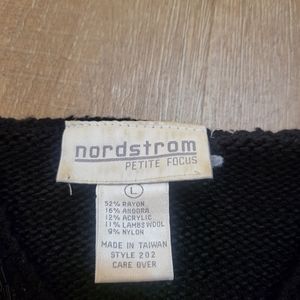 nordstrom
PETITE FOCUS
L
52% RAYON
16% ANGORA
12% ACRYLIC
11% LAMBS WOOL
9% NYLON
MADE IN TAIWAN
STYLE 202
CARE OVER